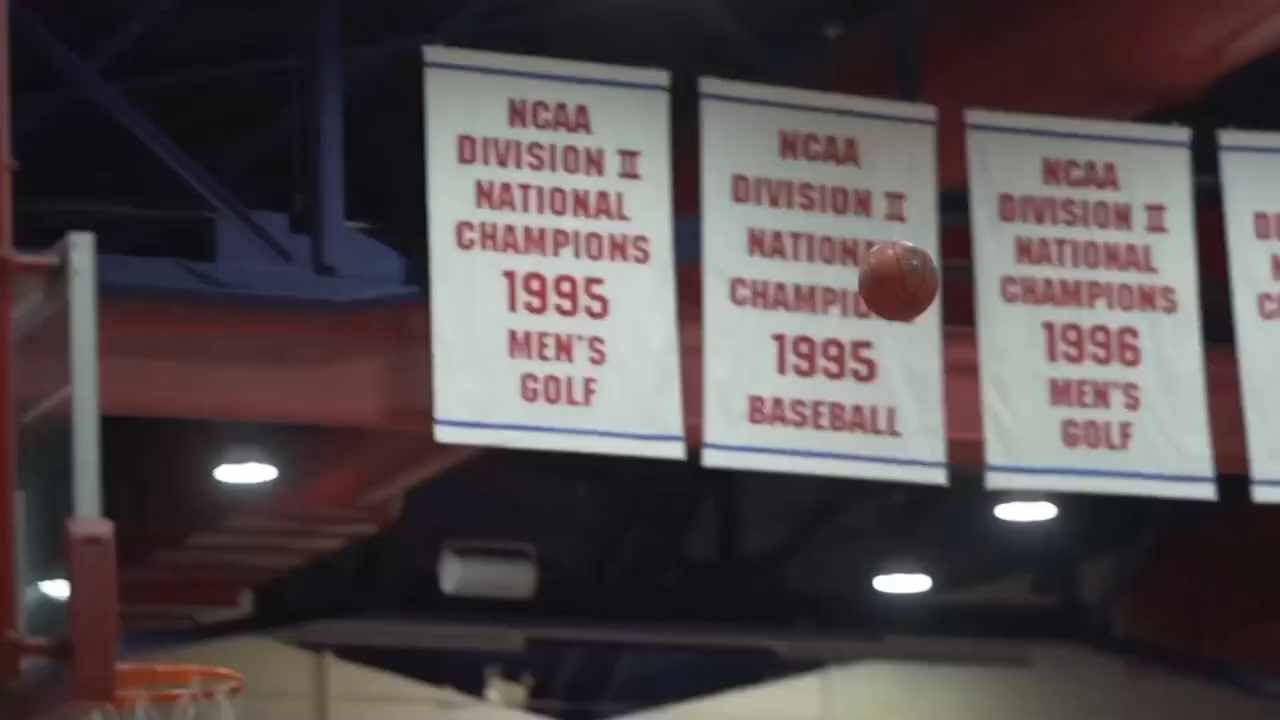 NCAA
DIVISION II
NATIONAL
CHAMPIONS
1995
MEN'S
GOLF
NCAA
DIVISION II
1995
BASEBALL
NCAA
DIVISION II
NATIONAL
CHAMPIONS
1996
MEN'S
GOLF